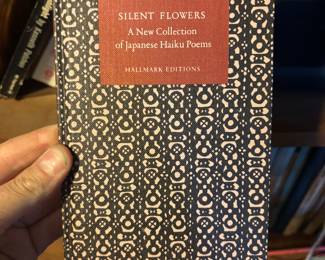 SILENT FLOWERS
A New Collection
of Japanese Haiku Poems
HALLMARK EDITIONS